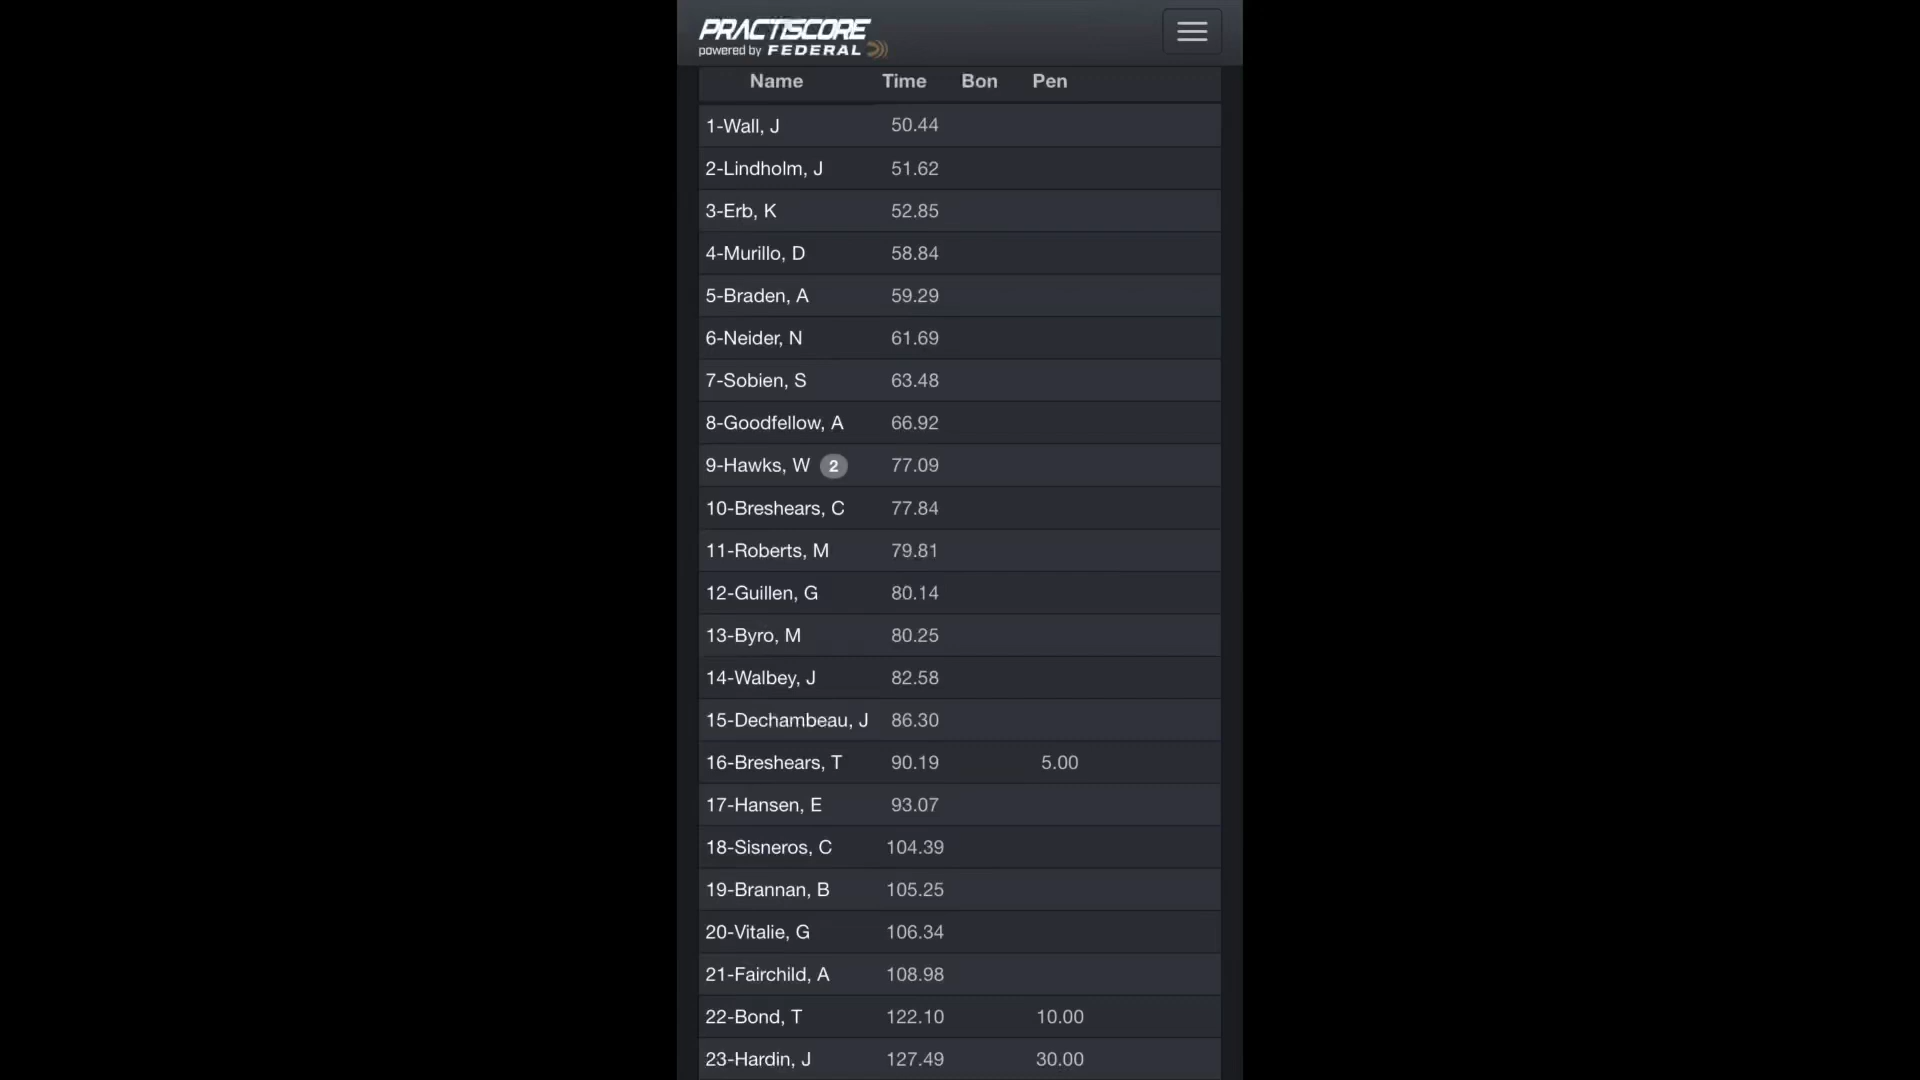 PRACTISCORE
powered by FEDERAL
Name Time Bon Pen
1-Wall, J 50.44
2-Lindholm, J 51.62
3-Erb, K 52.85
4-Murillo, D 58.84
5-Braden, A 59.29
6-Neider, N 61.69
7-Sobien, S 63.48
8-Goodfellow, A 66.92
9-Hawks, W 2 77.09
10-Breshears, C 77.84
11-Roberts, M 79.81
12-Guillen, G 80.14
13-Byro, M 80.25
14-Walbey, J 82.58
15-Dechambeau, J 86.30
16-Breshears, T 90.19 5.00
17-Hansen, E 93.07
18-Sisneros, C 104.39
19-Brannan, B 105.25
20-Vitalie, G 106.34
21-Fairchild, A 108.98
22-Bond, T 122.10 10.00
23-Hardin, J 127.49 30.00